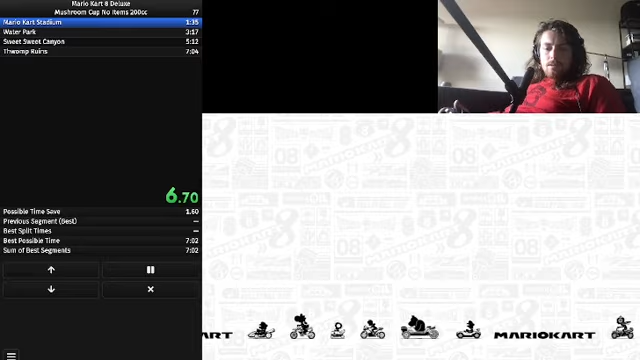 Mario Kart 8 Deluxe
Mushroom Cup No Items 200cc 77
Mario Kart Stadium 1:35
Water Park 3:17
Sweet Sweet Canyon 5:12
Thwomp Ruins 7:04
6.70
Possible Time Save 1.60
Previous Segment (Best) —
Best Split Times —
Best Possible Time 7:02
Sum of Best Segments 7:02
MARIOKART